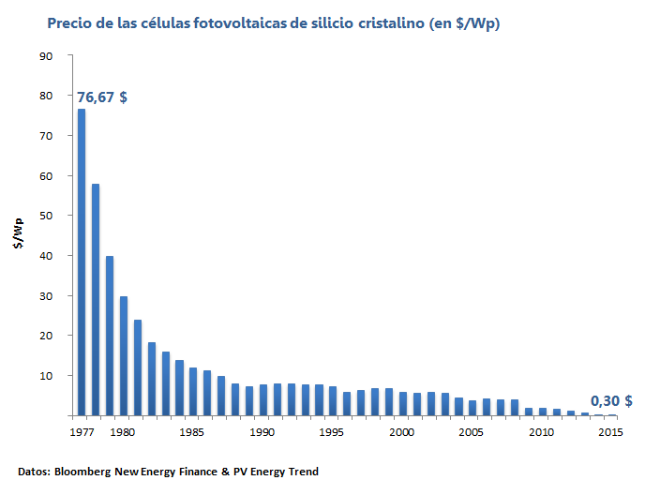 Precio de las células fotovoltaicas de silicio cristalino (en $/Wp)
90
80
76,67 $
70
60
50
$/Wp
40
30
20
10
0,30 $
1977 1980 1985 1990 1995 2000 2005 2010 2015
Datos: Bloomberg New Energy Finance & PV Energy Trend